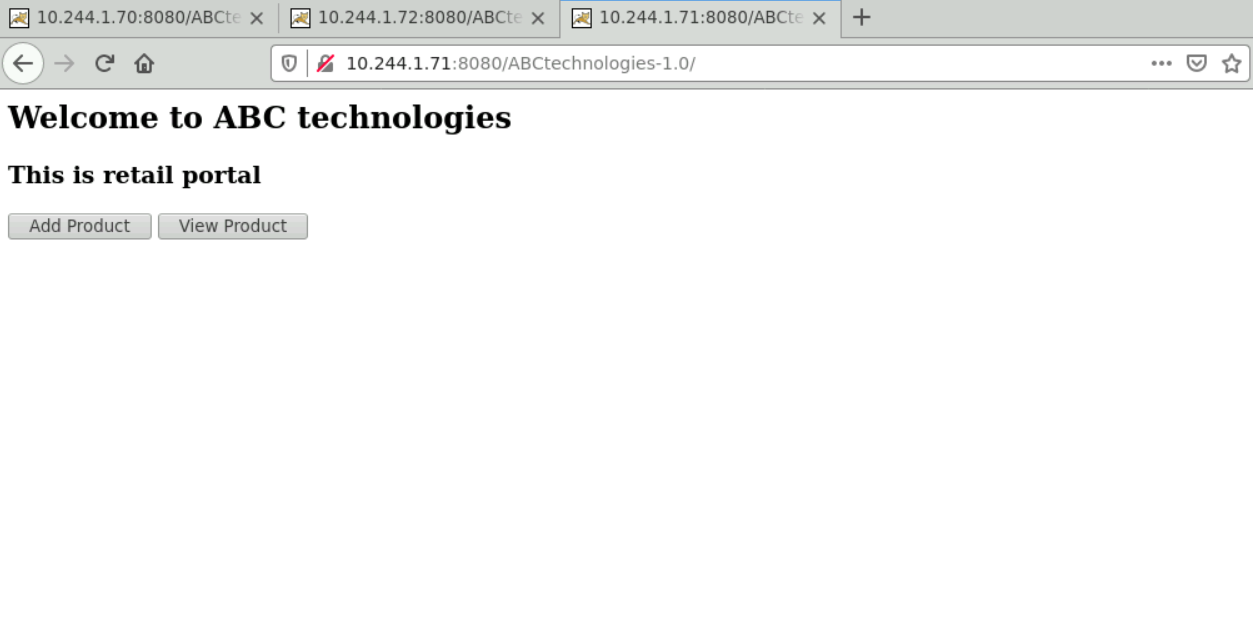 10.244.1.70:8080/ABCte
10.244.1.72:8080/ABCte
10.244.1.71:8080/ABCte
10.244.1.71:8080/ABCtechnologies-1.0/
Welcome to ABC technologies
This is retail portal
Add Product View Product